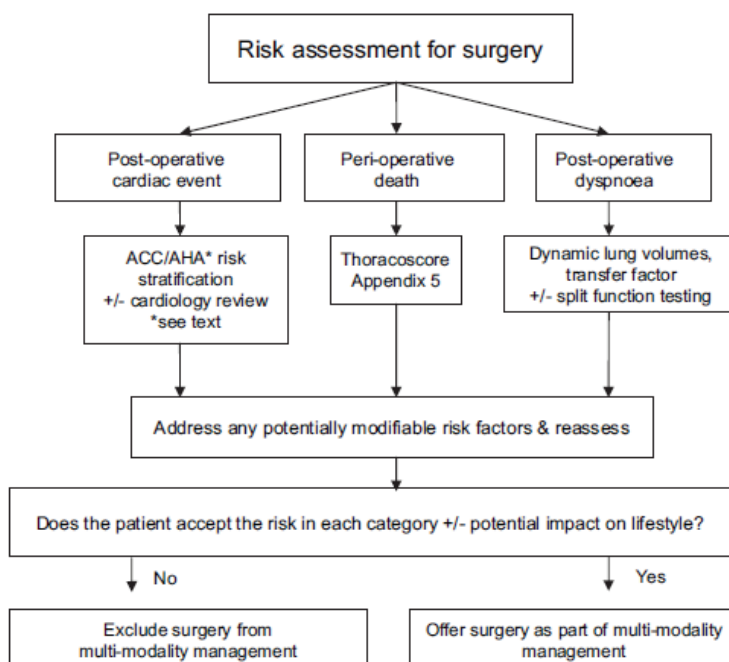 Risk assessment for surgery
Post-operative
cardiac event
Peri-operative
death
Post-operative
dyspnoea
ACC/AHA* risk
stratification
+/- cardiology review
*see text
Thoracoscore
Appendix 5
Dynamic lung volumes,
transfer factor
+/- split function testing
Address any potentially modifiable risk factors & reassess
Does the patient accept the risk in each category +/- potential impact on lifestyle?
No
Yes
Exclude surgery from
multi-modality management
Offer surgery as part of multi-modality
management